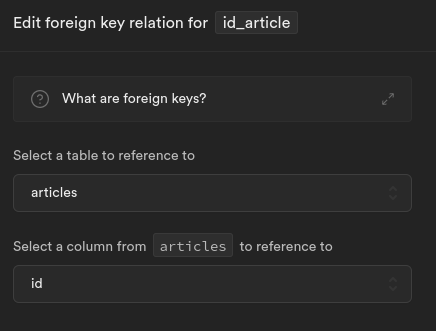 Edit foreign key relation for id_article
What are foreign keys?
Select a table to reference to
articles
Select a column from articles to reference to
id